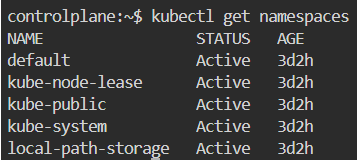 controlplane:~$ kubectl get namespaces
NAME                 STATUS   AGE
default              Active   3d2h
kube-node-lease      Active   3d2h
kube-public          Active   3d2h
kube-system          Active   3d2h
local-path-storage   Active   3d2h